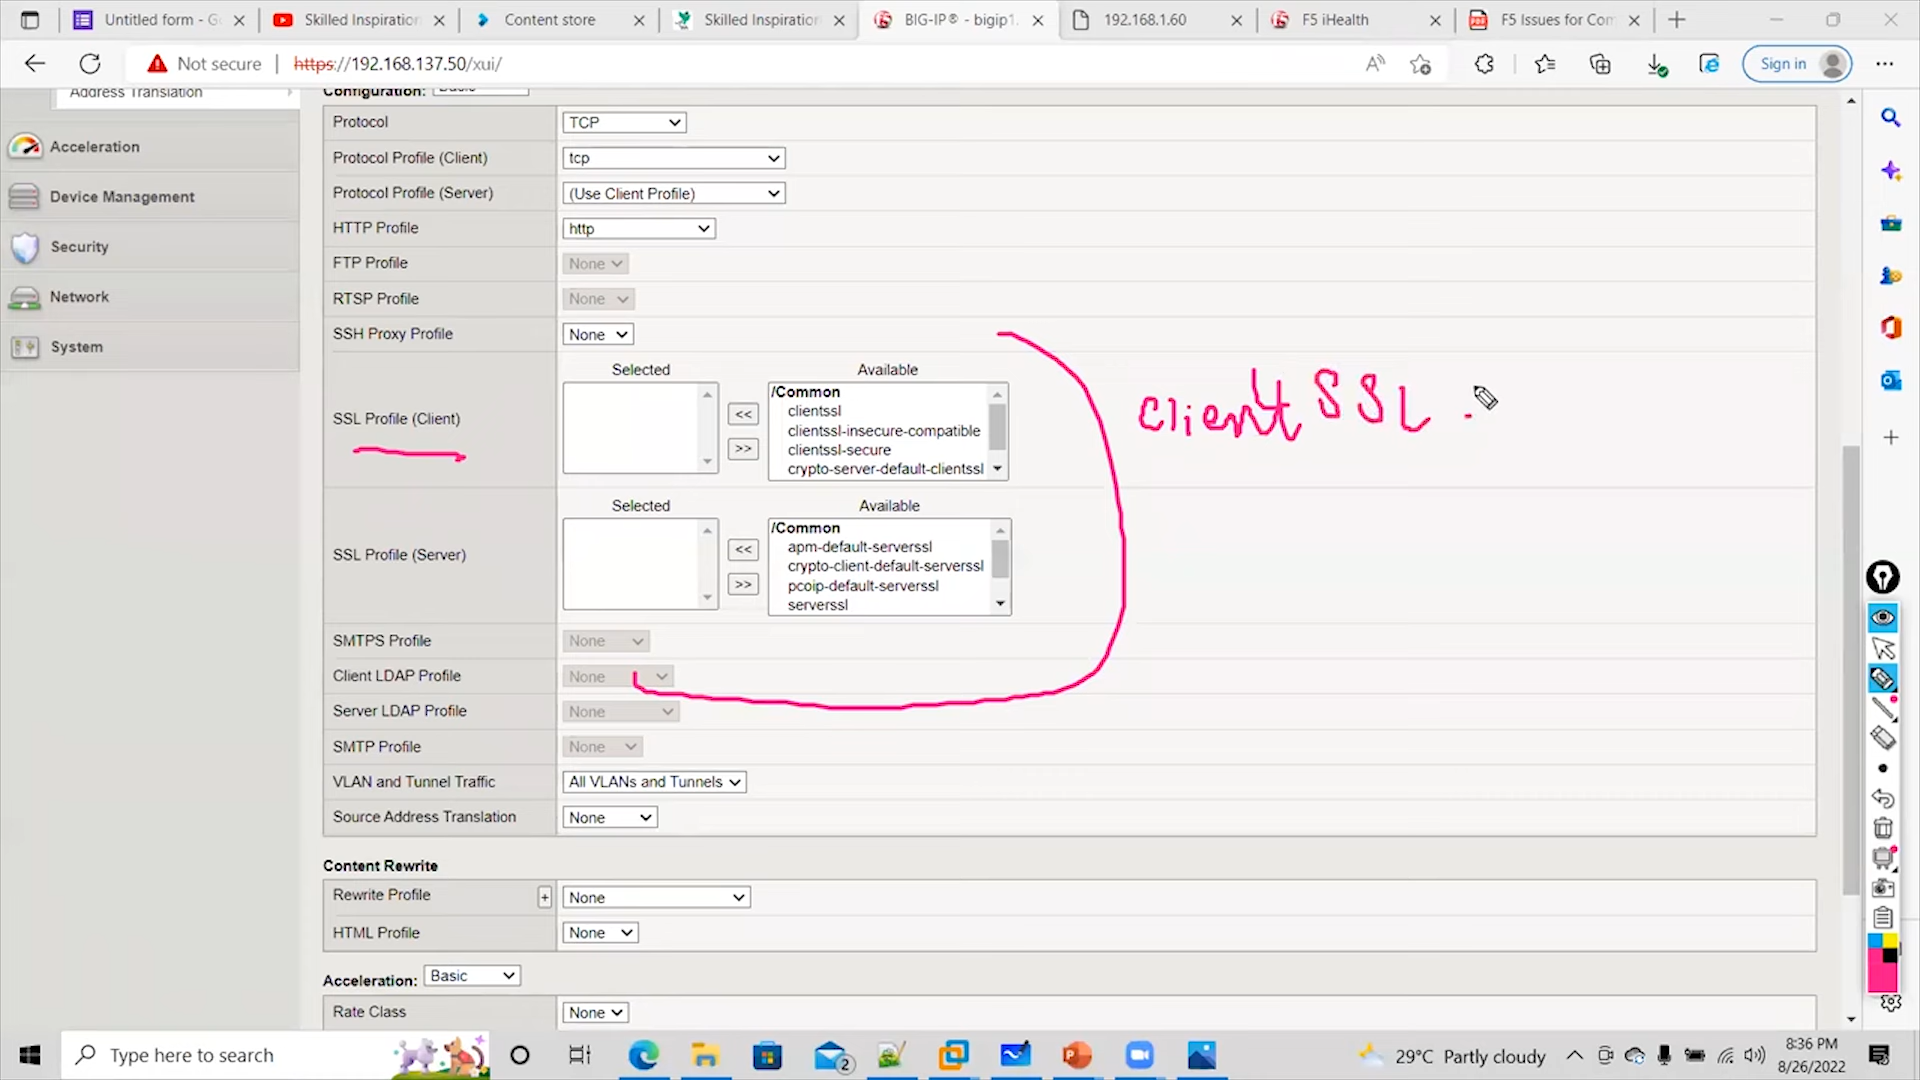 Untitled form - G
Skilled Inspiration
Content store
Skilled Inspiration
BIG-IP® - bigip1.
192.168.1.60
F5 iHealth
F5 Issues for Com
Not secure
https://192.168.137.50/xui/
Sign in
Address Translation
Acceleration
Device Management
Security
Network
System
Configuration: Basic
Protocol TCP
Protocol Profile (Client) tcp
Protocol Profile (Server) (Use Client Profile)
HTTP Profile http
FTP Profile None
RTSP Profile None
SSH Proxy Profile None
Selected Available
SSL Profile (Client)
<<
>>
/Common
clientssl
clientssl-insecure-compatible
clientssl-secure
crypto-server-default-clientssl
client SSL
Selected Available
SSL Profile (Server)
<<
>>
/Common
apm-default-serverssl
crypto-client-default-serverssl
pcoip-default-serverssl
serverssl
SMTPS Profile None
Client LDAP Profile None
Server LDAP Profile None
SMTP Profile None
VLAN and Tunnel Traffic All VLANs and Tunnels
Source Address Translation None
Content Rewrite
Rewrite Profile + None
HTML Profile None
Acceleration: Basic
Rate Class None
Type here to search
2
29°C Partly cloudy
8:36 PM
8/26/2022